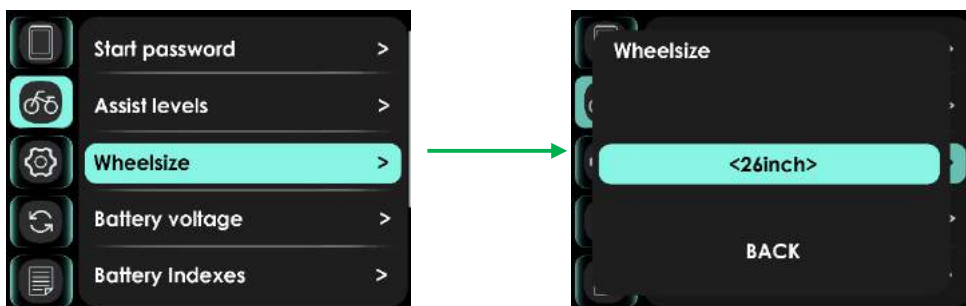 Start password >
Assist levels >
Wheelsize >
Battery voltage >
Battery Indexes >
Wheelsize
<26inch>
BACK